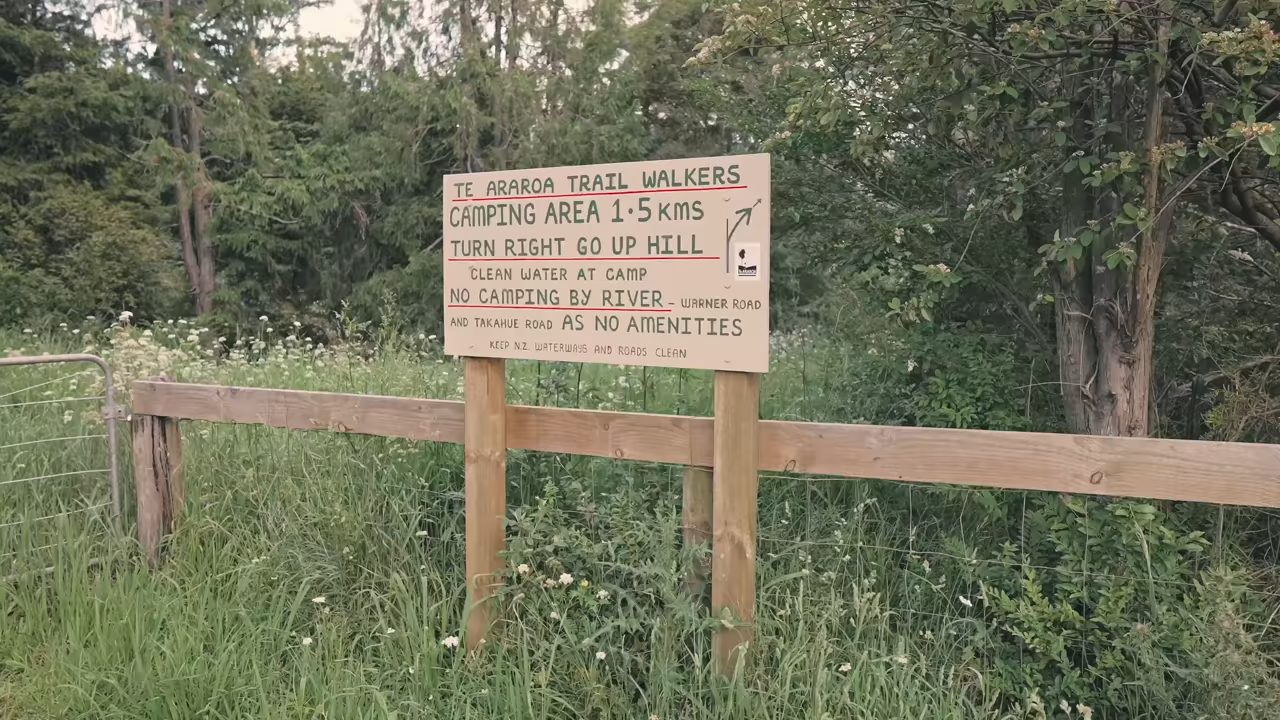 TE ARAROA TRAIL WALKERS
CAMPING AREA 1.5 KMS
TURN RIGHT GO UP HILL
CLEAN WATER AT CAMP
NO CAMPING BY RIVER - WARNER ROAD
AND TAKAHUE ROAD AS NO AMENITIES
KEEP N.Z. WATERWAYS AND ROADS CLEAN